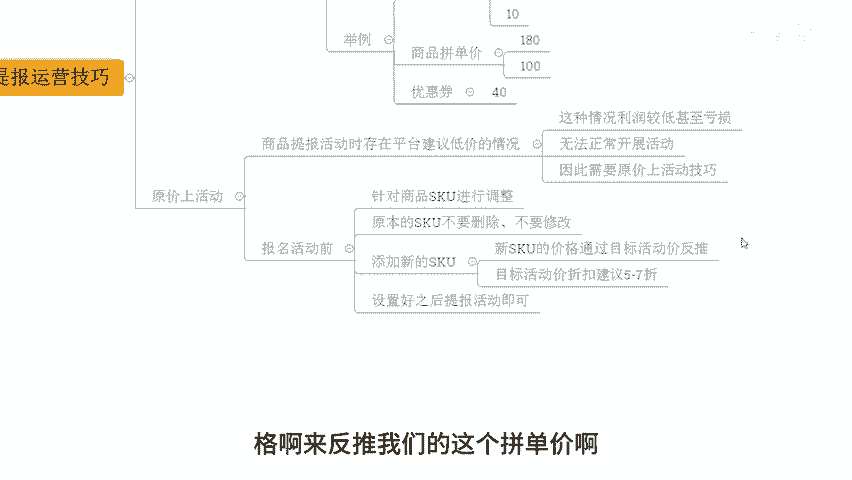 10
举例
商品拼单价
180
100
优惠券
40
提报运营技巧
原价上活动
商品提报活动时存在平台建议低价的情况
这种情况利润较低甚至亏损
无法正常开展活动
因此需要原价上活动技巧
报名活动前
针对商品SKU进行调整
原本的SKU不要删除、不要修改
添加新的SKU
新SKU的价格通过目标活动价反推
目标活动价折扣建议5-7折
设置好之后提报活动即可
格啊来反推我们的这个拼单价啊